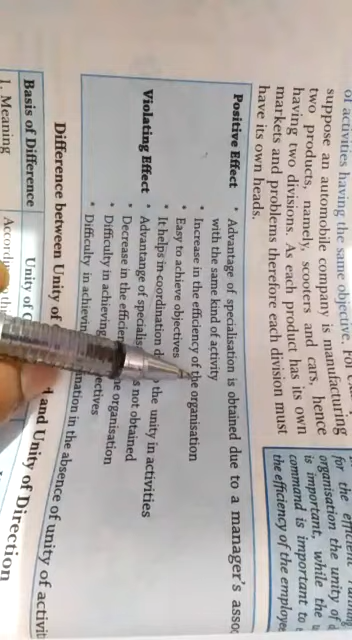 of activities having the same objective. For
suppose an automobile company is manufacturing
two products, namely, scooters and cars, hence
having two divisions. As each product has its own
markets and problems therefore each division must
have its own heads.
for the efficient
organisation the unity of
is important, while the
command is important to
the efficiency of the employe
Positive Effect • Advantage of specialisation is obtained due to a manager's asso
with the same kind of activity
• Increase in the efficiency of the organisation
• Easy to achieve objectives
• It helps in coordination d the unity in activities
Violating Effect • Advantange of specialis s not obtained
• Decrease in the efficien he organisation
• Difficulty in achieving ectives
• Difficulty in achievin ination in the absence of unity of activit
Difference between Unity of d and Unity of Direction
Basis of Difference Unity of C Unity of Direction
1. Meaning Accord